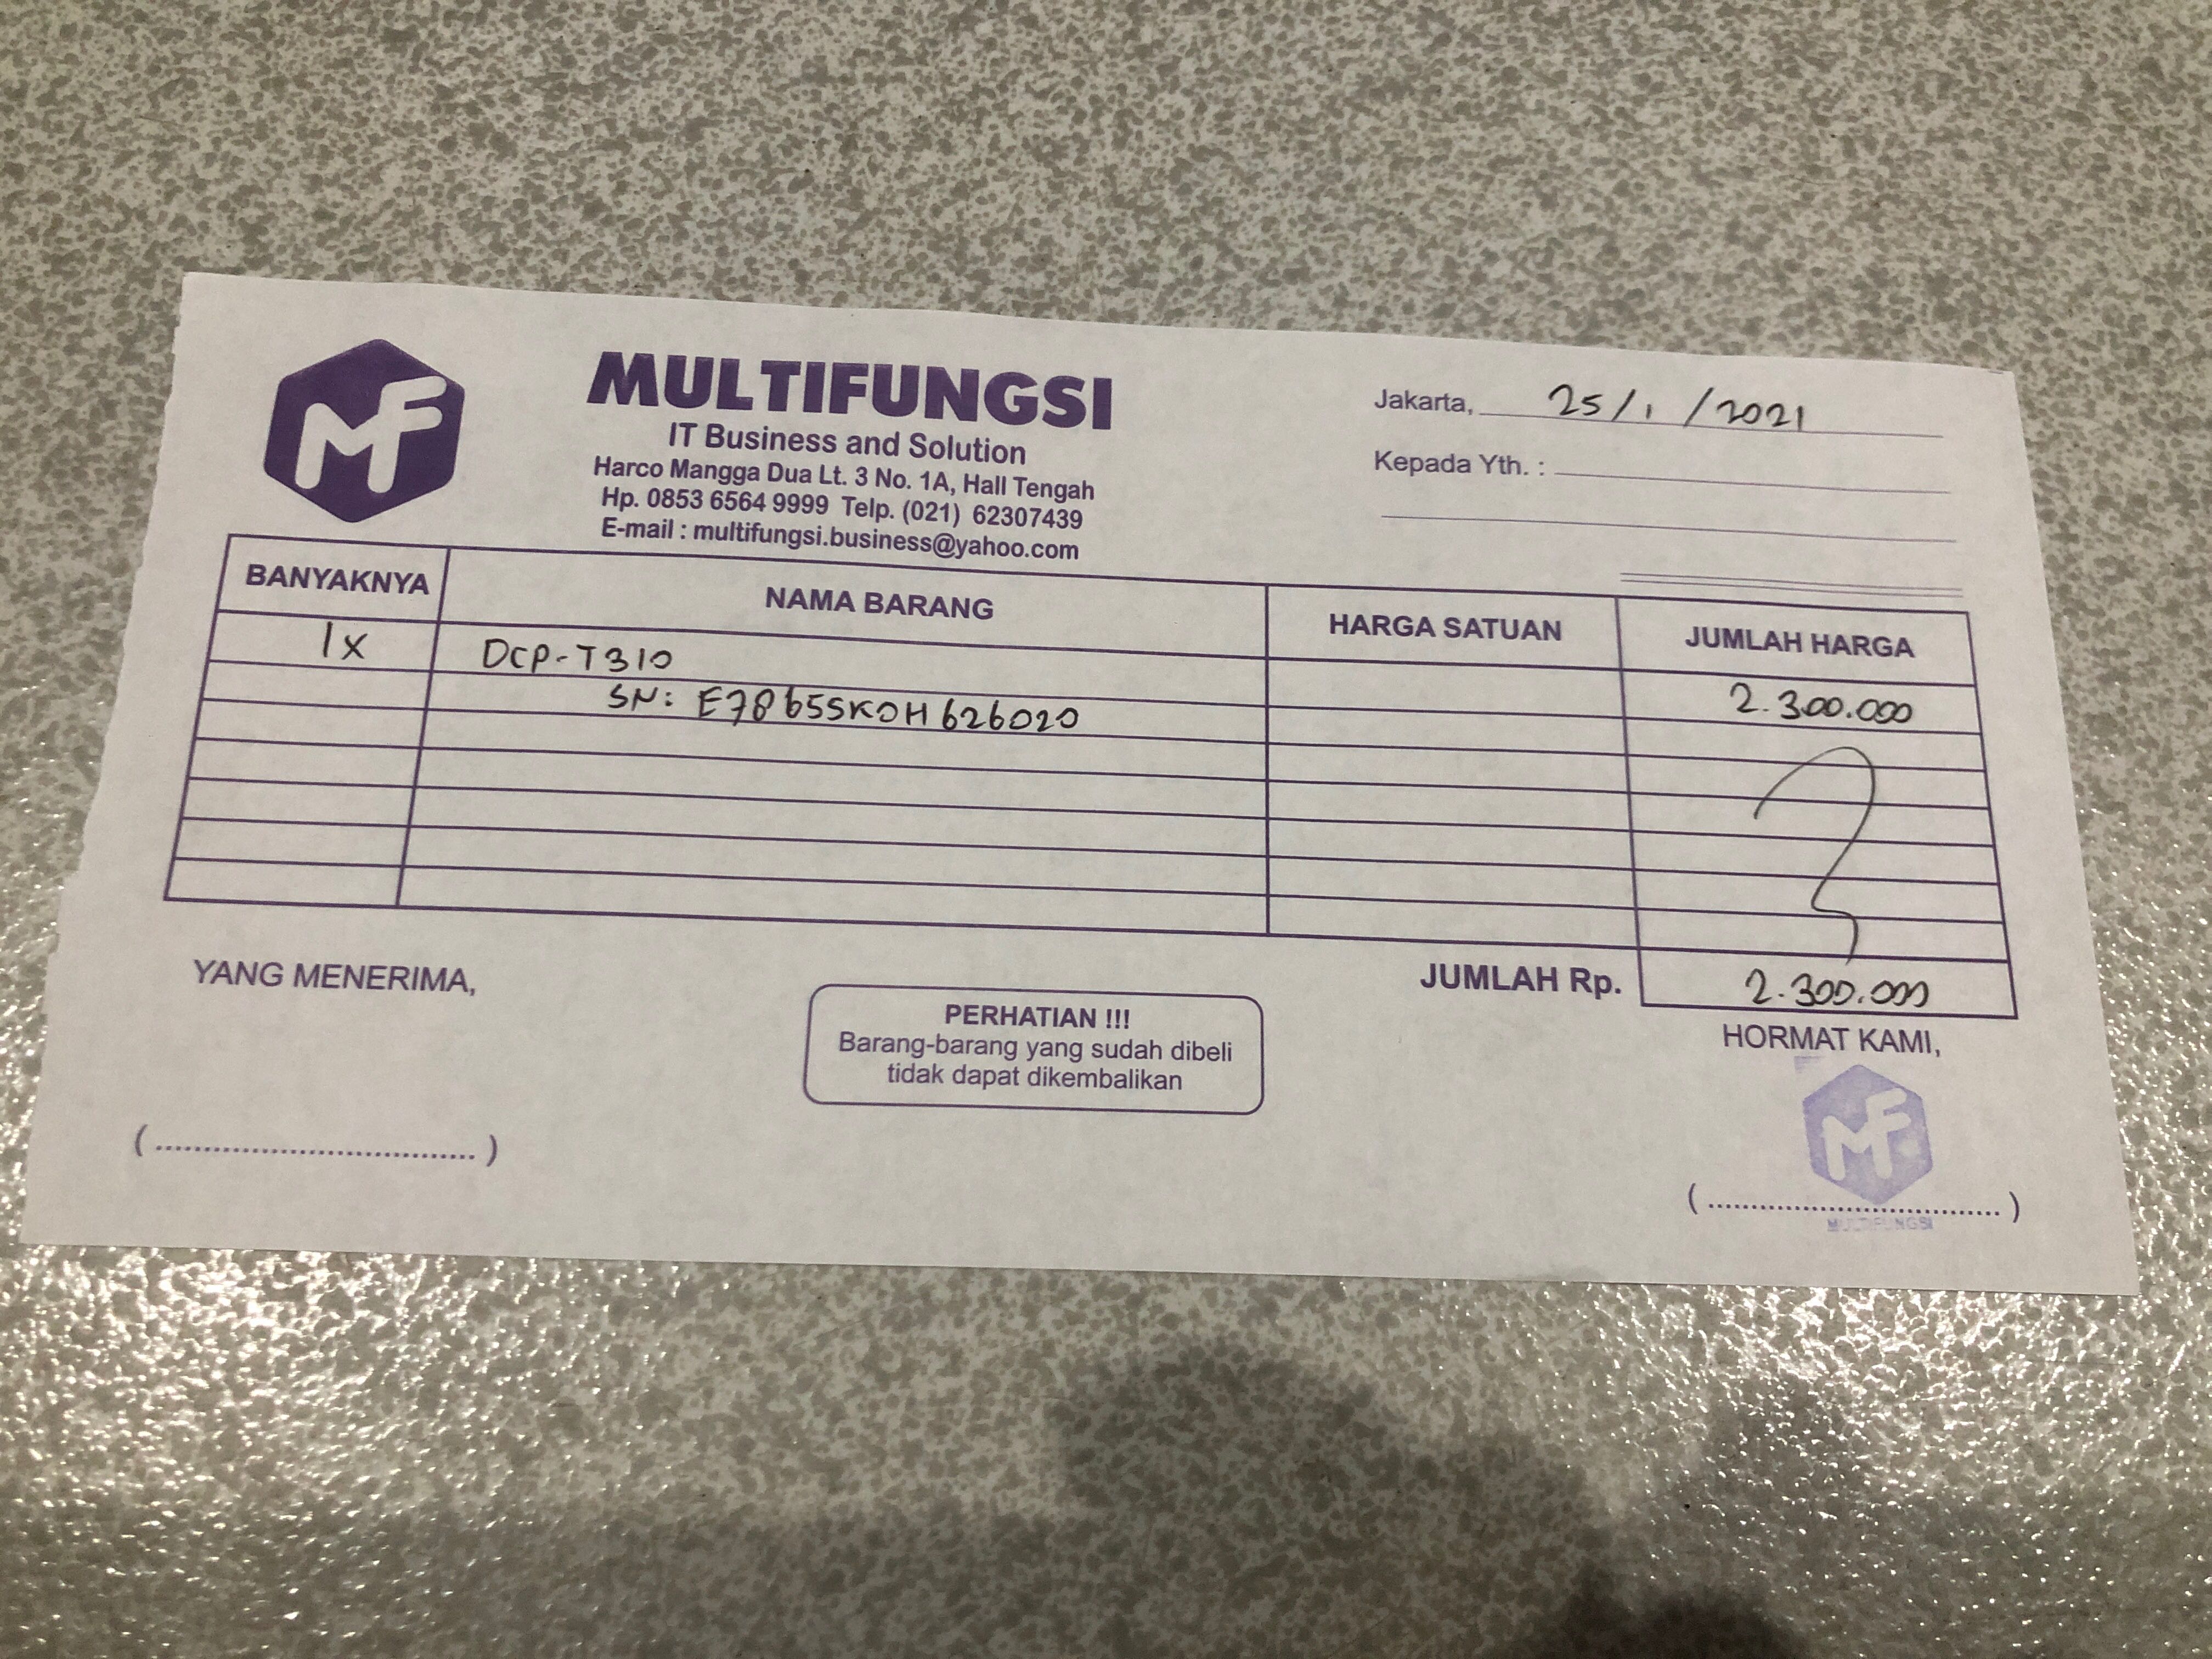 MF
MULTIFUNGSI
IT Business and Solution
Harco Mangga Dua Lt. 3 No. 1A, Hall Tengah
Hp. 0853 6564 9999 Telp. (021) 62307439
E-mail : multifungsi.business@yahoo.com
Jakarta, 25/1/2021
Kepada Yth. :
BANYAKNYA NAMA BARANG HARGA SATUAN JUMLAH HARGA
1x DCP-T310 2.300.000
SN: E78655K0H626020
JUMLAH Rp. 2.300.000
YANG MENERIMA,
PERHATIAN !!!
Barang-barang yang sudah dibeli
tidak dapat dikembalikan
HORMAT KAMI,
MF
(..................................)
(..................................)
MULTIFUNGSI